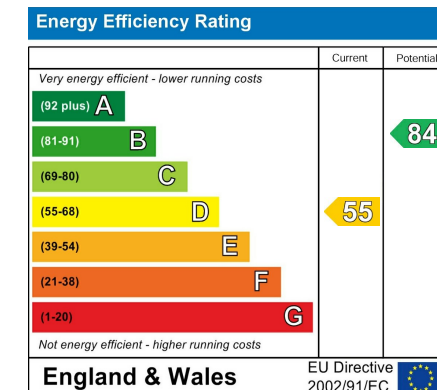 Energy Efficiency Rating
Current Potential
Very energy efficient - lower running costs
(92 plus) A
(81-91) B
84
(69-80) C
(55-68) D
55
(39-54) E
(21-38) F
(1-20) G
Not energy efficient - higher running costs
England & Wales
EU Directive
2002/91/EC